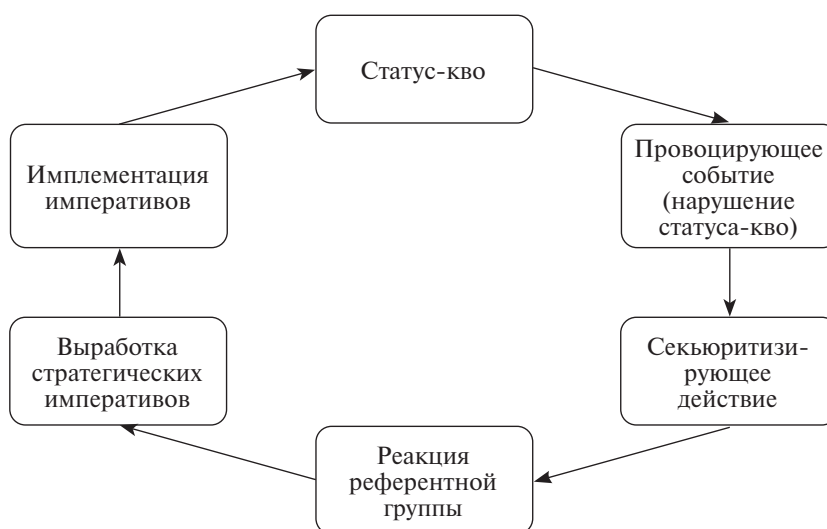 Статус-кво
Провоцирующее
событие
(нарушение
статуса-кво)
Секьюритизи-
рующее
действие
Реакция
референтной
группы
Выработка
стратегических
императивов
Имплементация
императивов